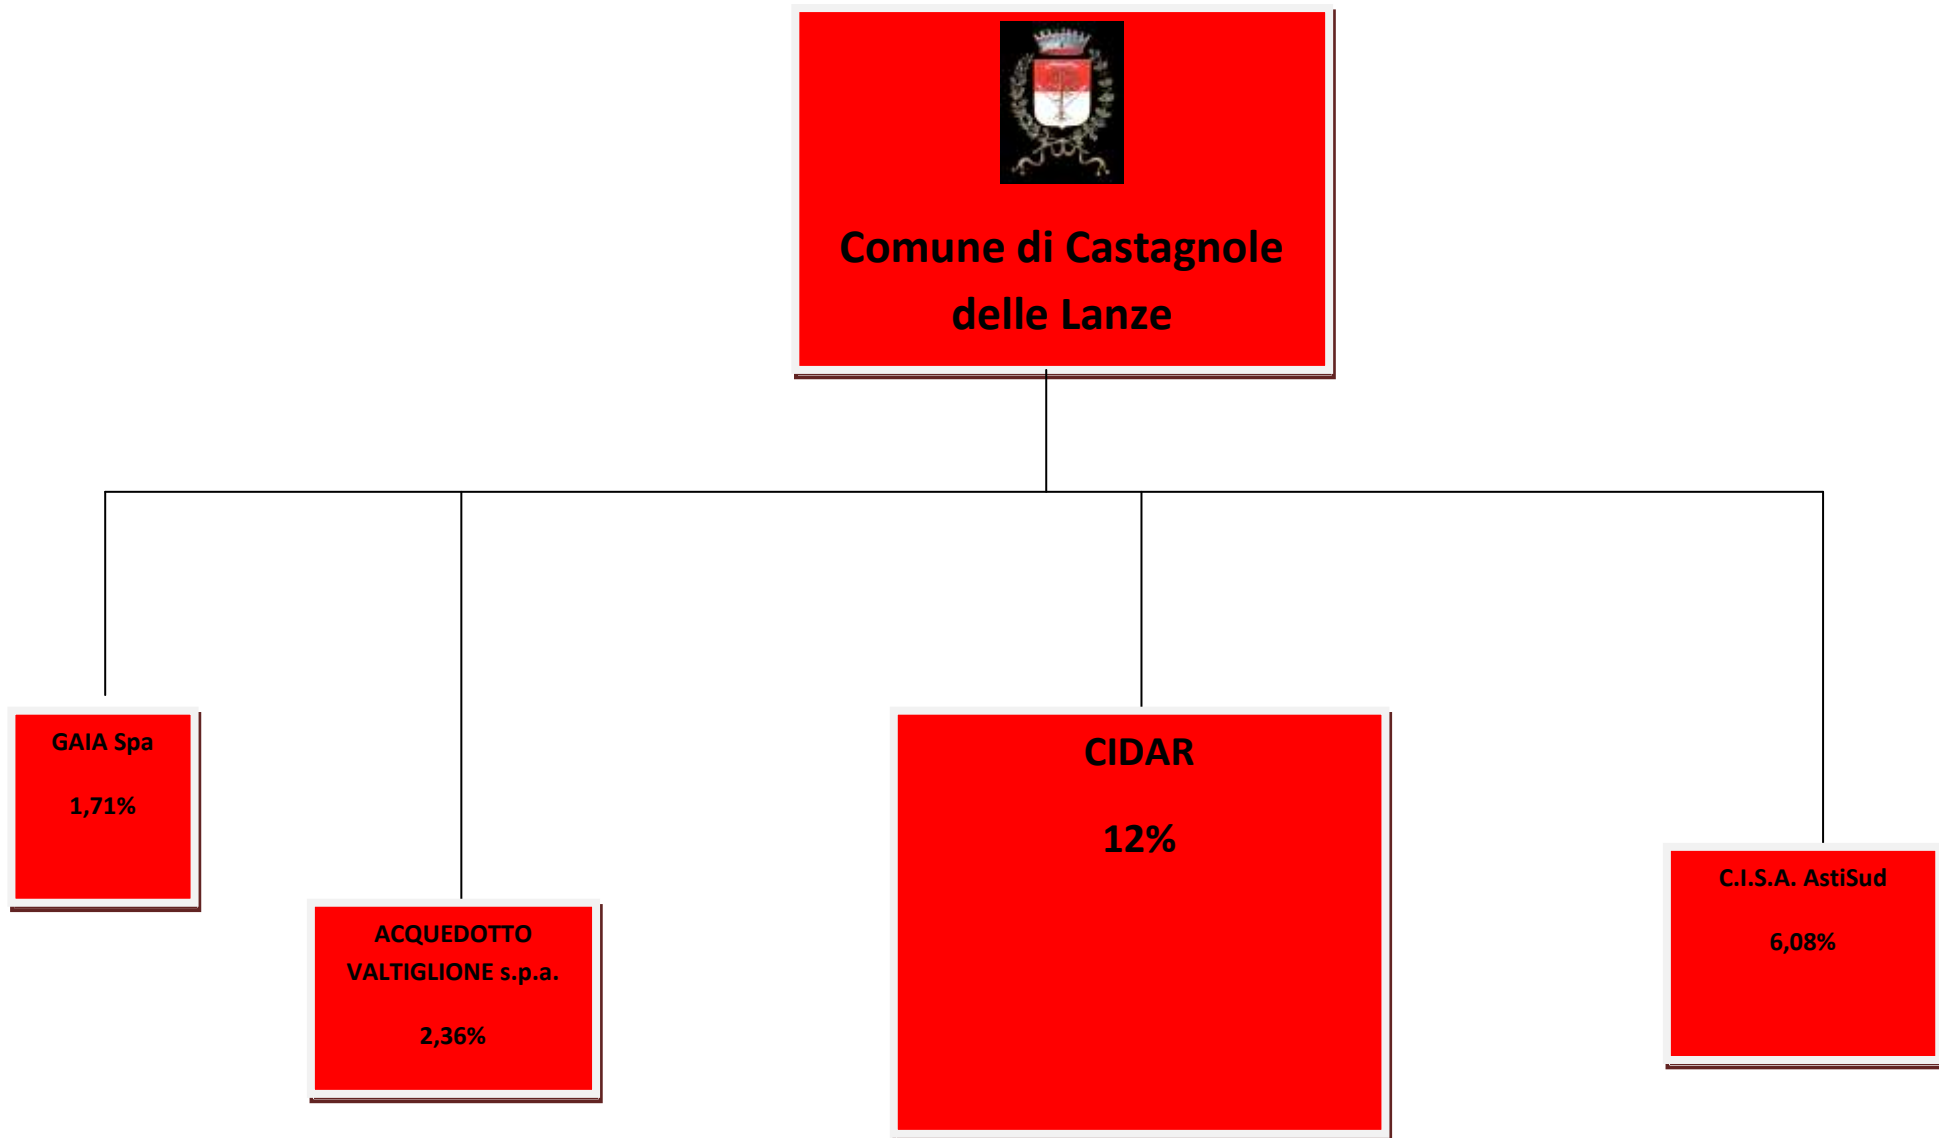 Comune di Castagnole
delle Lanze
GAIA Spa
1,71%
ACQUEDOTTO
VALTIGLIONE s.p.a.
2,36%
CIDAR
12%
C.I.S.A. AstiSud
6,08%